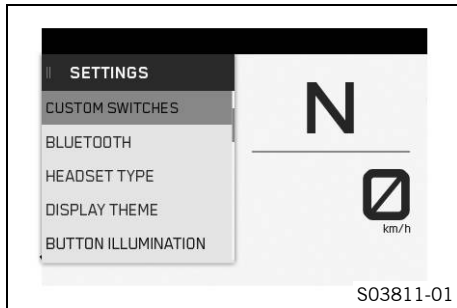 SETTINGS
CUSTOM SWITCHES
BLUETOOTH
HEADSET TYPE
DISPLAY THEME
BUTTON ILLUMINATION
N
0
km/h
S03811-01